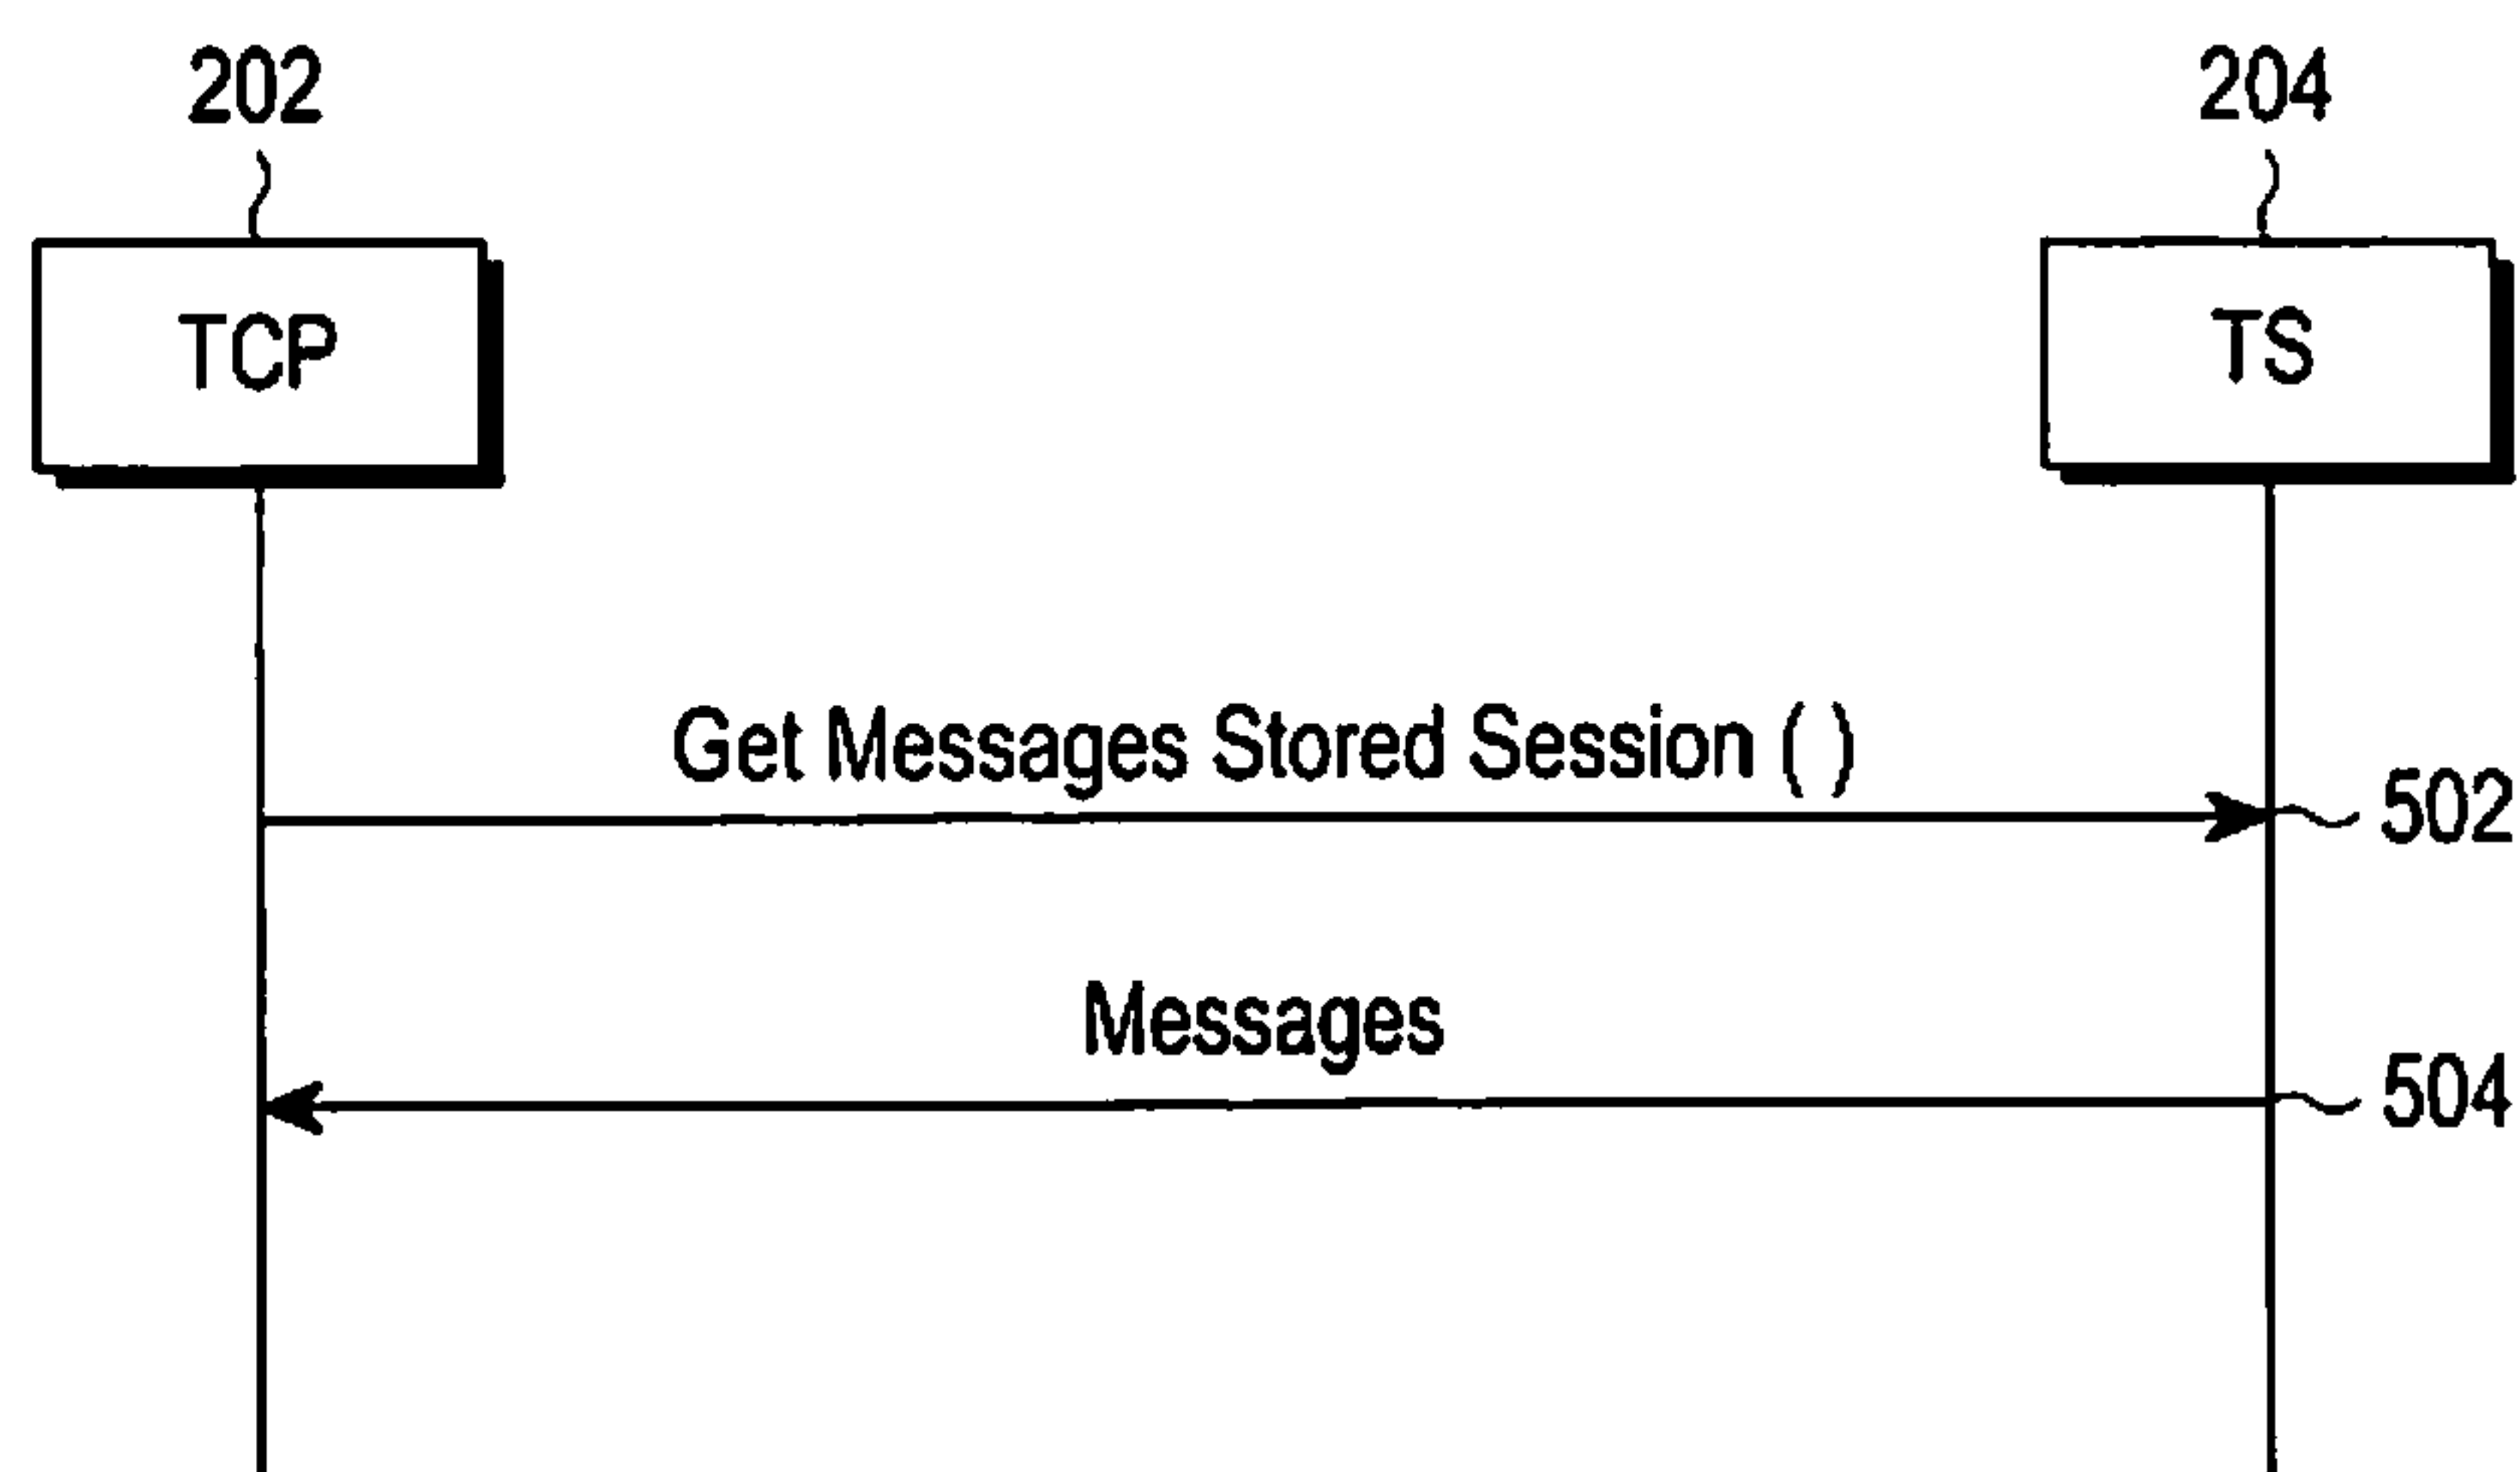 202
204
TCP
TS
Get Messages Stored Session ( )
502
Messages
504